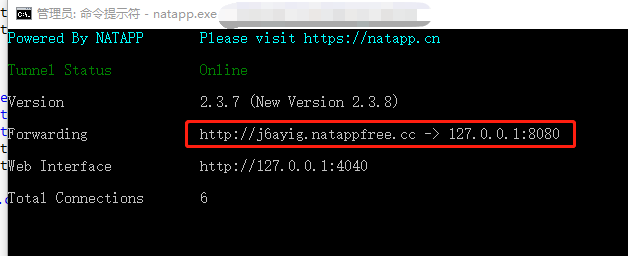 管理员: 命令提示符 - natapp.exe
Powered By NATAPP Please visit https://natapp.cn
Tunnel Status Online
Version 2.3.7 (New Version 2.3.8)
Forwarding http://j6ayig.natappfree.cc -> 127.0.0.1:8080
Web Interface http://127.0.0.1:4040
Total Connections 6